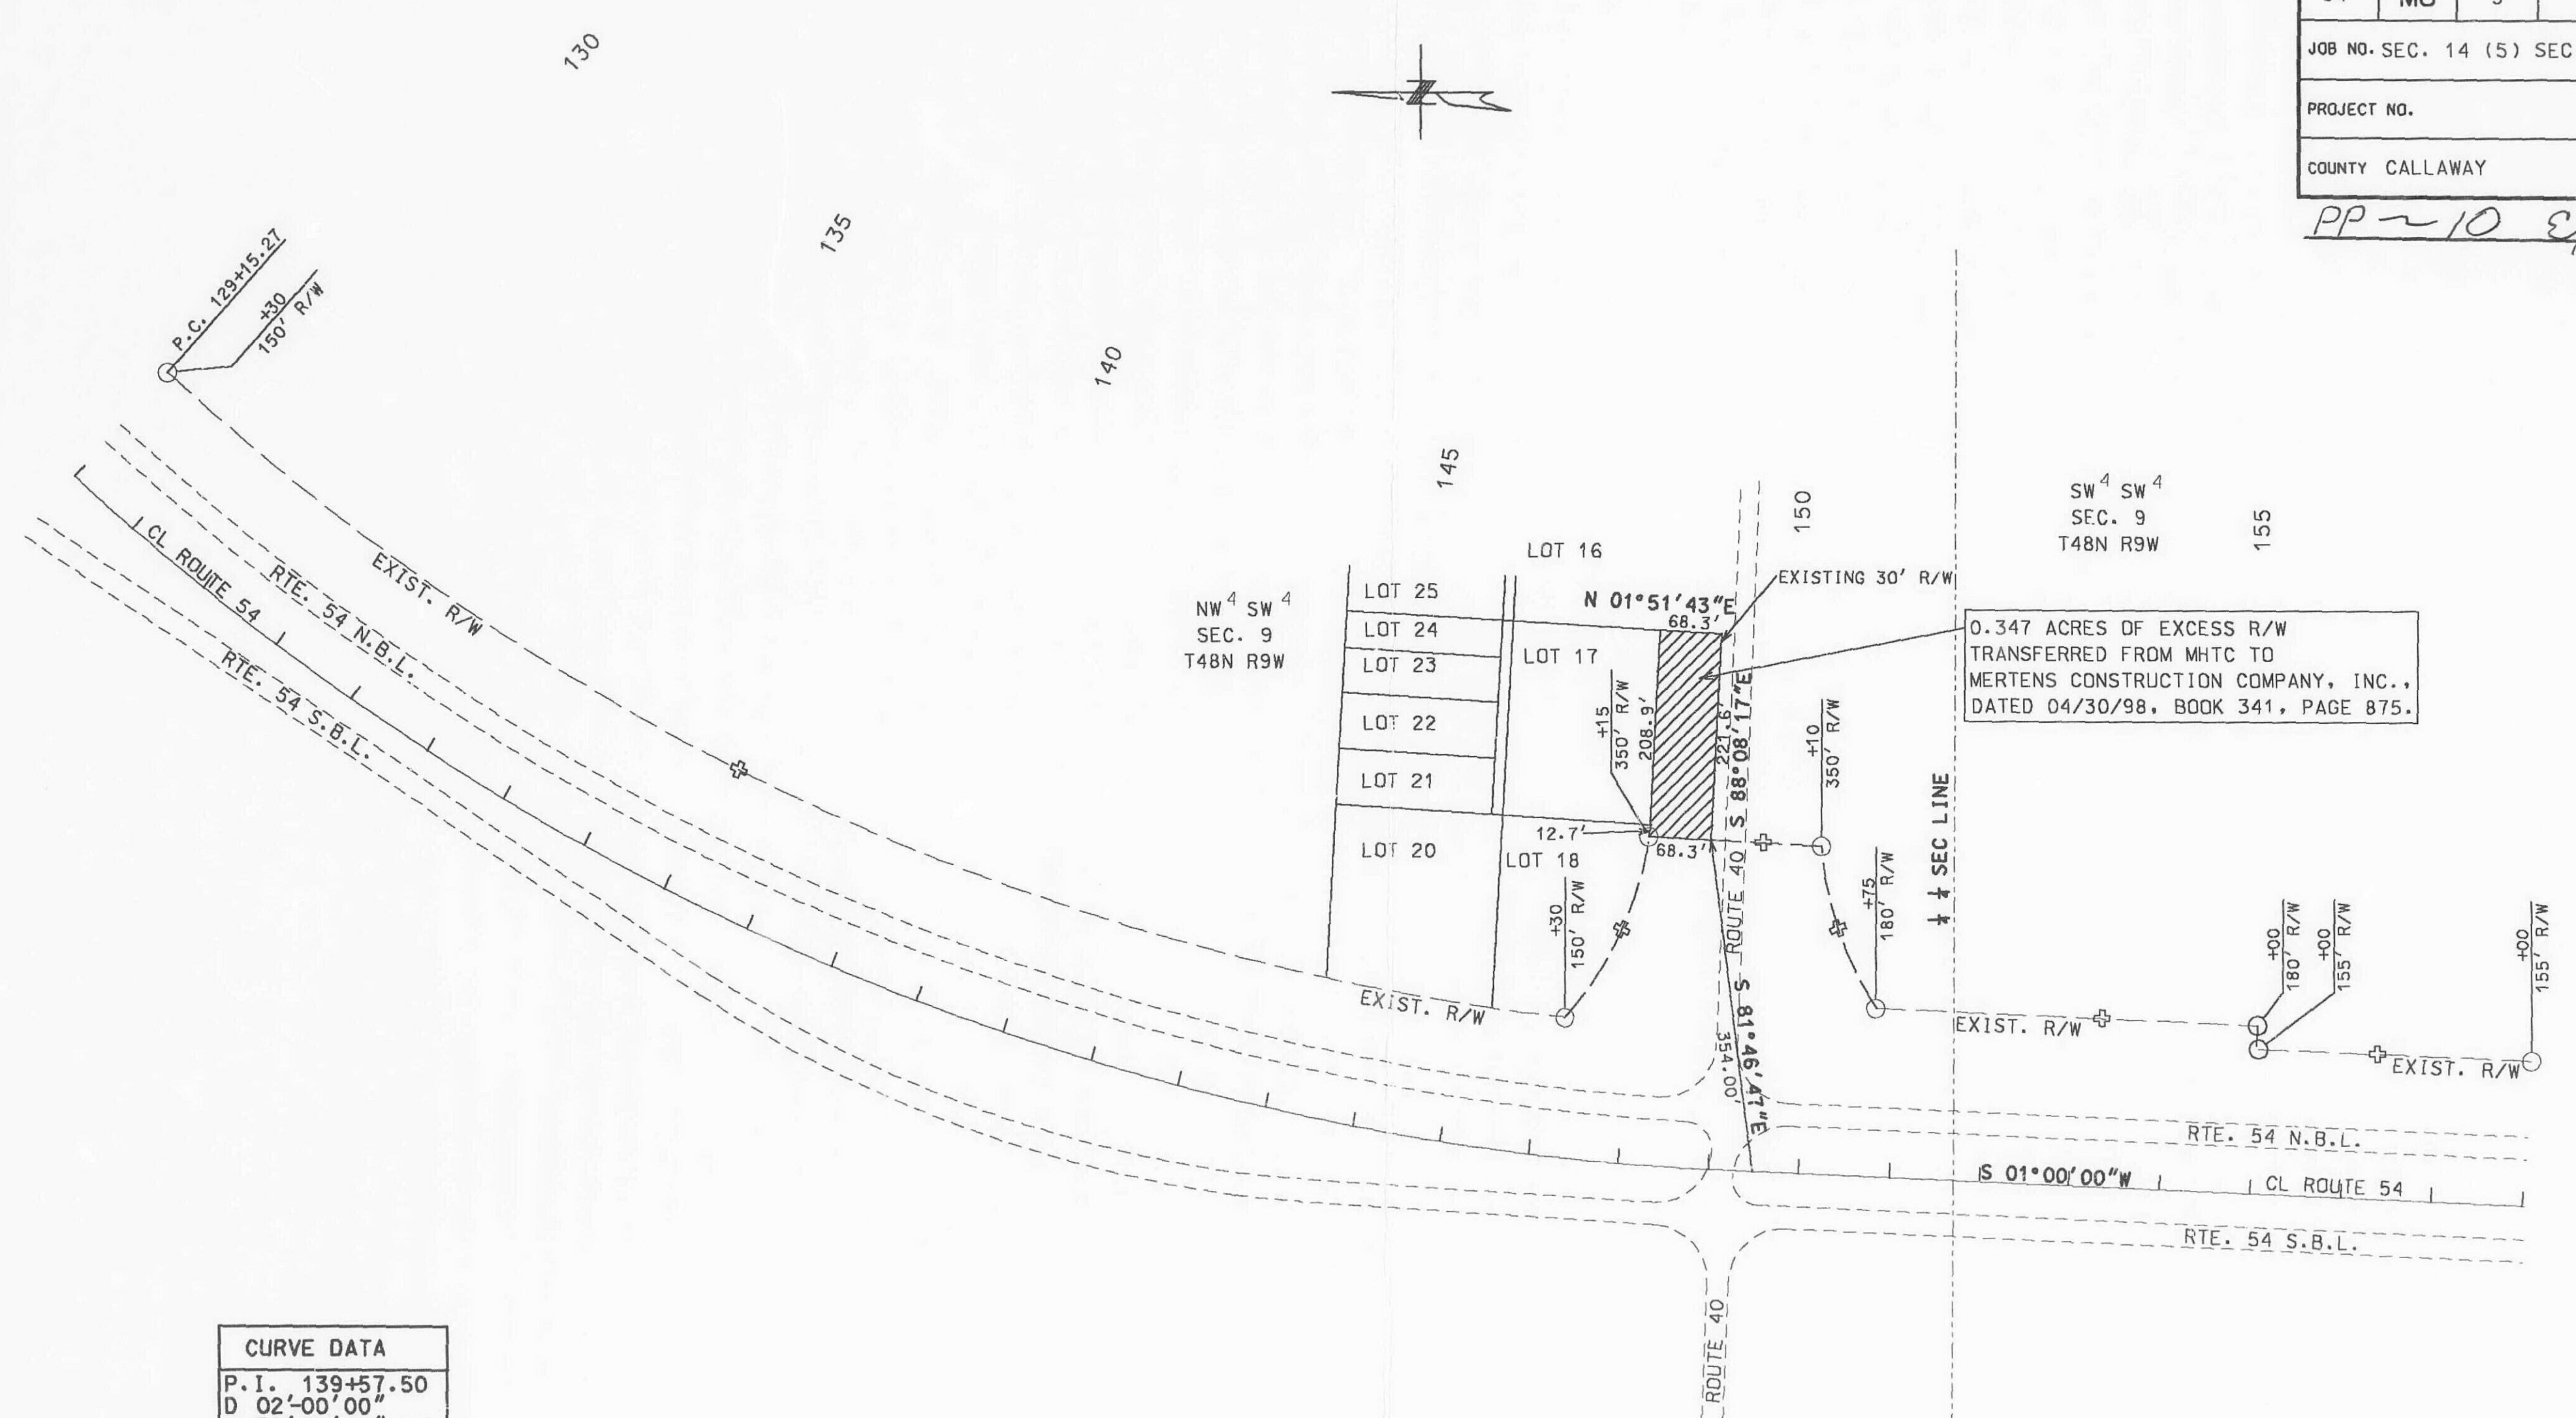 MO
JOB NO. SEC. 14 (5) SEC
PROJECT NO.
COUNTY CALLAWAY
PP ~ 10
130
135
140
145
150
155
P.C. 129+15.27
+30
150' R/W
CL ROUTE 54
RTE. 54 N.B.L.
RTE. 54 S.B.L.
EXIST. R/W
NW 4 SW 4
SEC. 9
T48N R9W
LOT 16
LOT 25
LOT 24
LOT 23
LOT 22
LOT 21
LOT 20
LOT 17
LOT 18
N 01°51'43"E
68.3'
+15
350' R/W
208.9'
221.6'
S 88°08'17"E
12.7'
68.3'
+30
150' R/W
EXIST. R/W
ROUTE 40
S 81°46'47"E
354.00'
EXISTING 30' R/W
+10
350' R/W
+75
180' R/W
¼ ¼ SEC LINE
SW 4 SW 4
SEC. 9
T48N R9W
0.347 ACRES OF EXCESS R/W
TRANSFERRED FROM MHTC TO
MERTENS CONSTRUCTION COMPANY, INC.,
DATED 04/30/98, BOOK 341, PAGE 875.
EXIST. R/W
+00
180' R/W
+00
155' R/W
+00
155' R/W
EXIST. R/W
RTE. 54 N.B.L.
S 01°00'00"W
CL ROUTE 54
RTE. 54 S.B.L.
ROUTE 40
CURVE DATA
P.I. 139+57.50
D 02'-00'00"